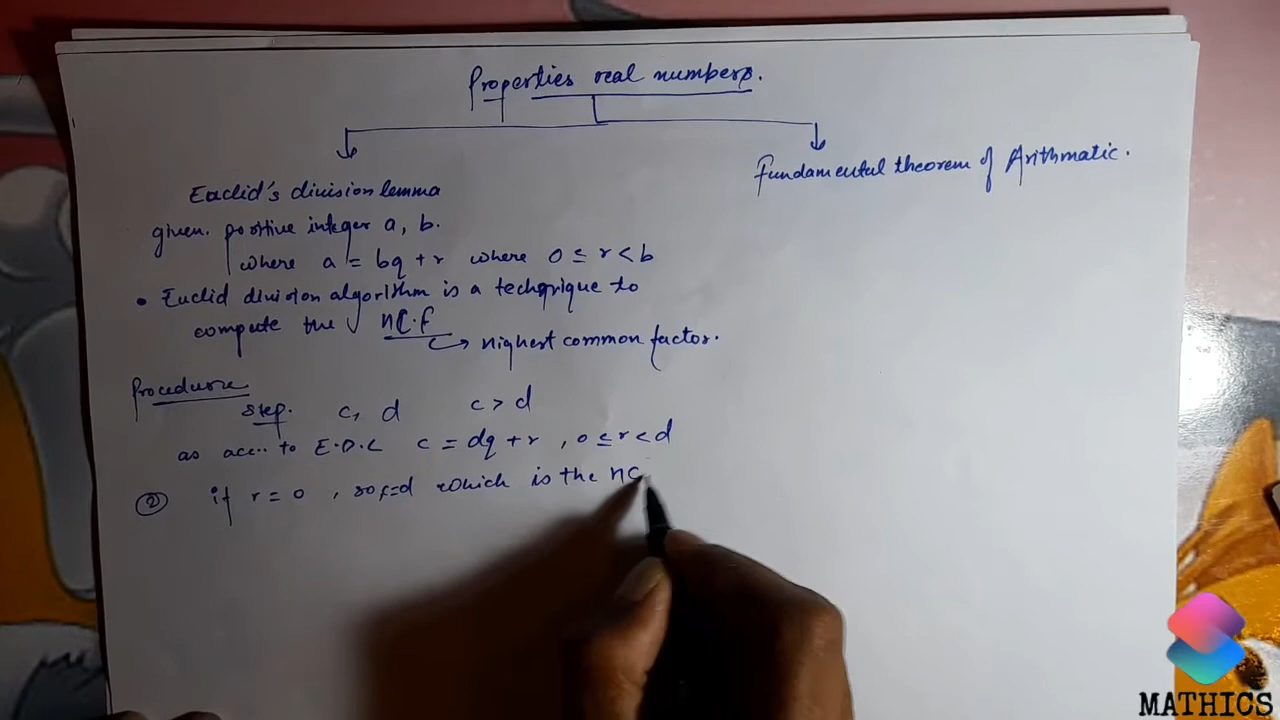 Properties real numbers.
Euclid's division lemma
given. positive integer a, b.
where a = bq + r where 0 ≤ r < b
• Euclid division algorithm is a technique to
compute the H.C.F
↪ highest common factor.
Procedure
step. c, d c > d
as acc.. to E.D.L c = dq + r , 0 ≤ r < d
② if r = 0 , so which is the HC
Fundamental theorem of Arithmatic.
MATHICS